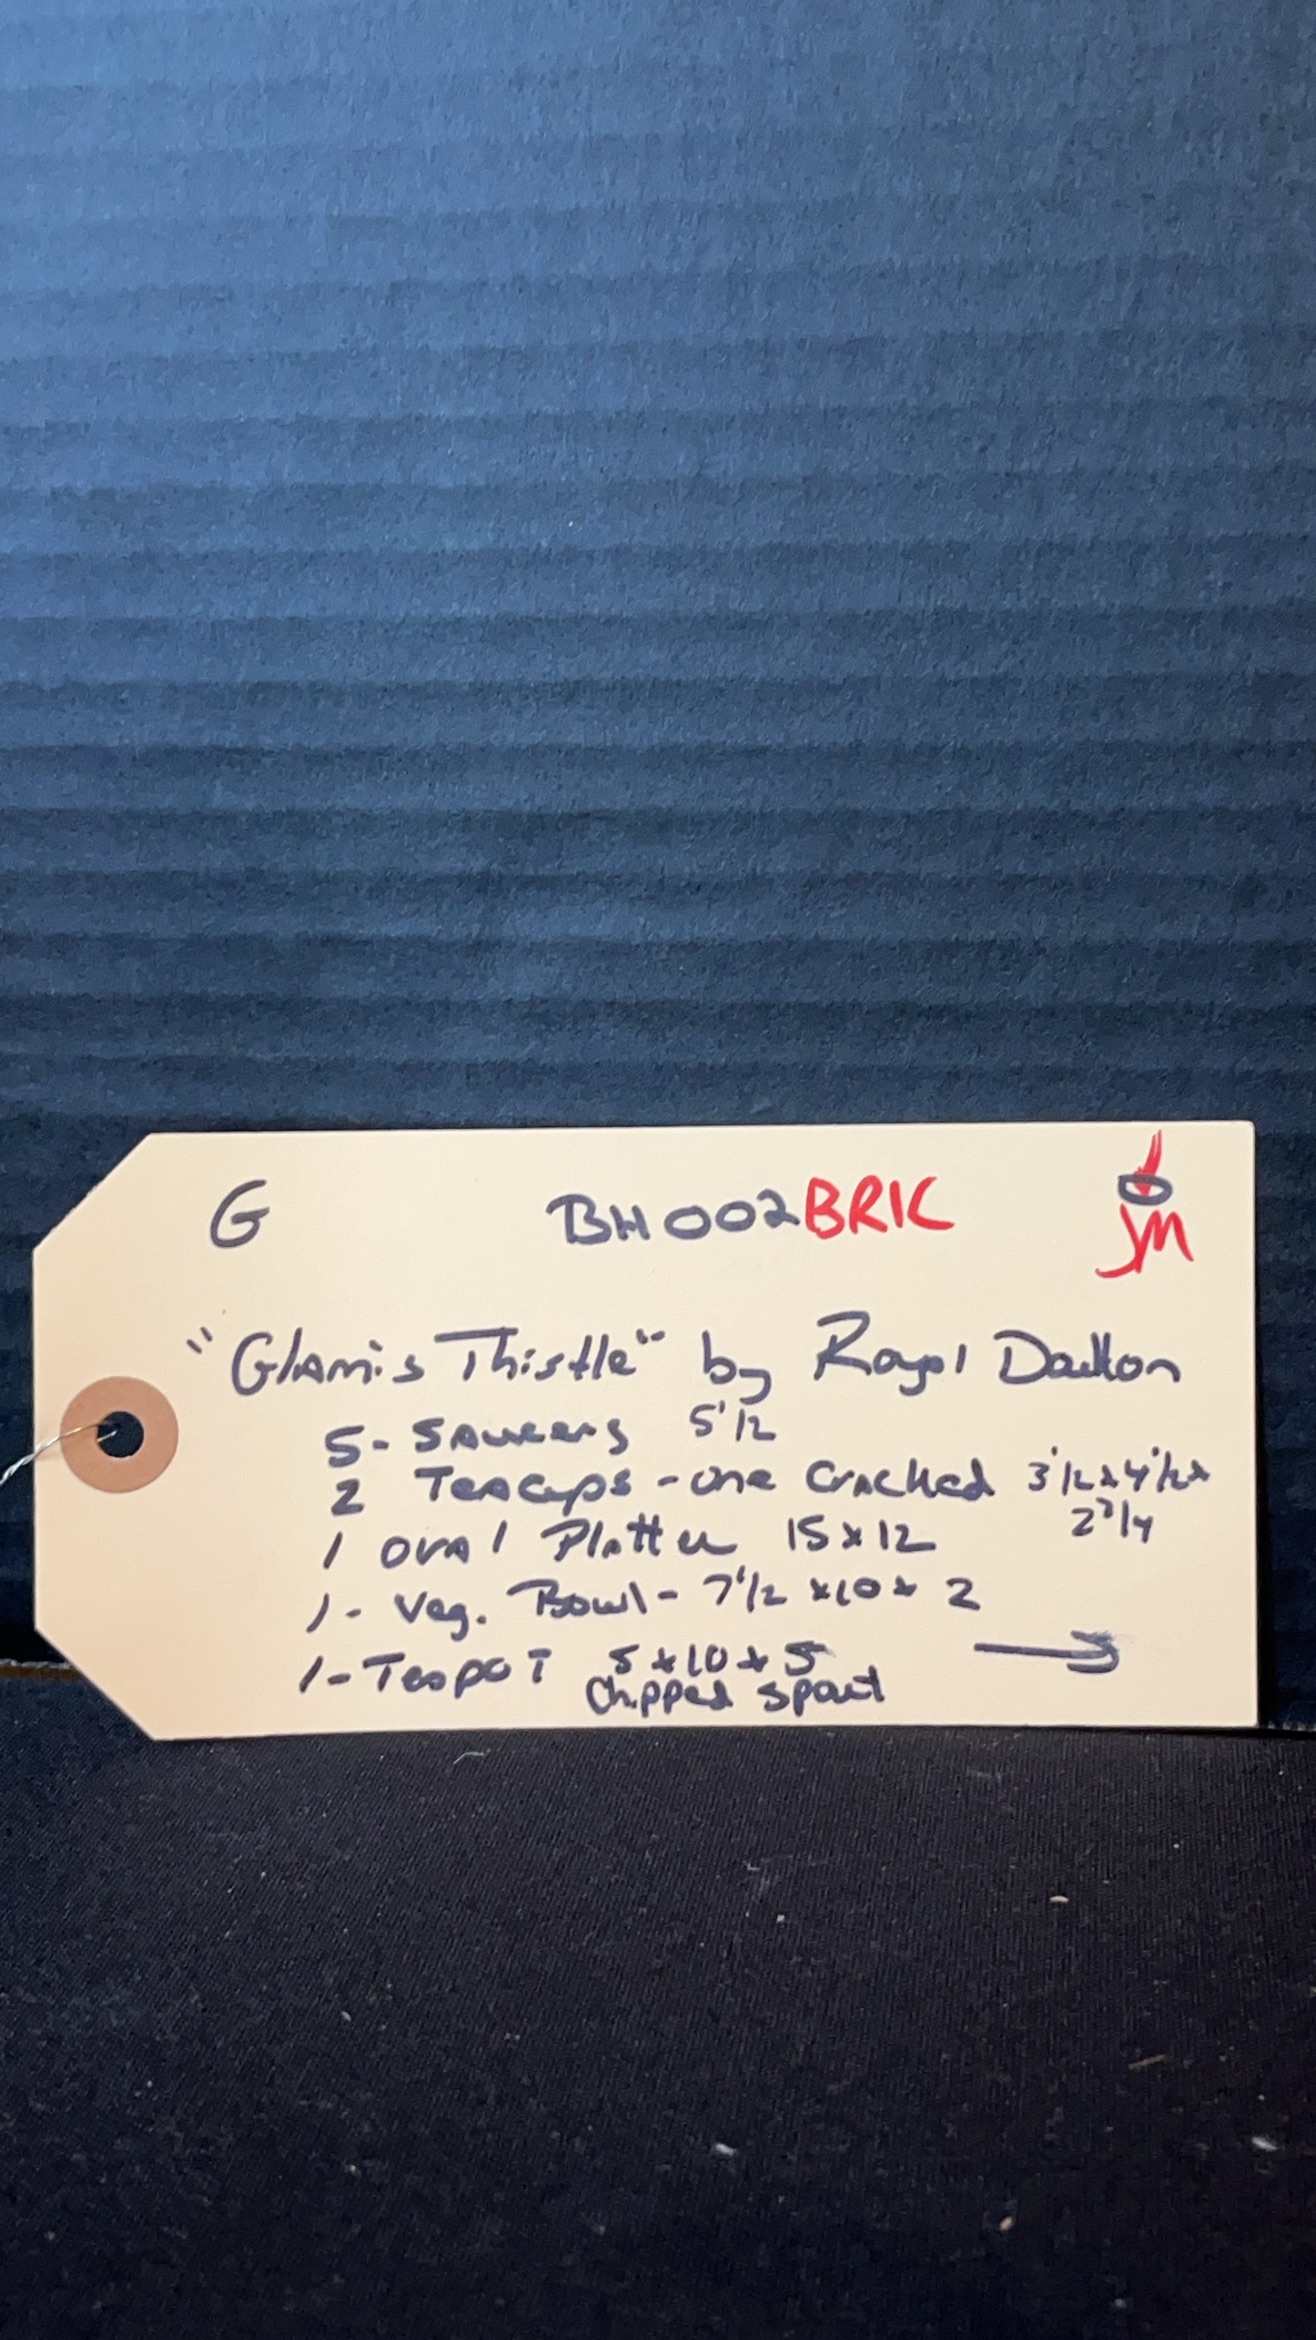 G BH002BRIC JM
"Glamis Thistle" by Royal Doulton
5- Saucers 5 1/2
2 Teacups - one Cracked 3 1/2 x 4 1/2 x
2 3/4
1 oval Platter 15 x 12
1- Veg. Bowl - 7 1/2 x 10 x 2
1- Teapot 5 x 10 x 5 →
Chipped spout